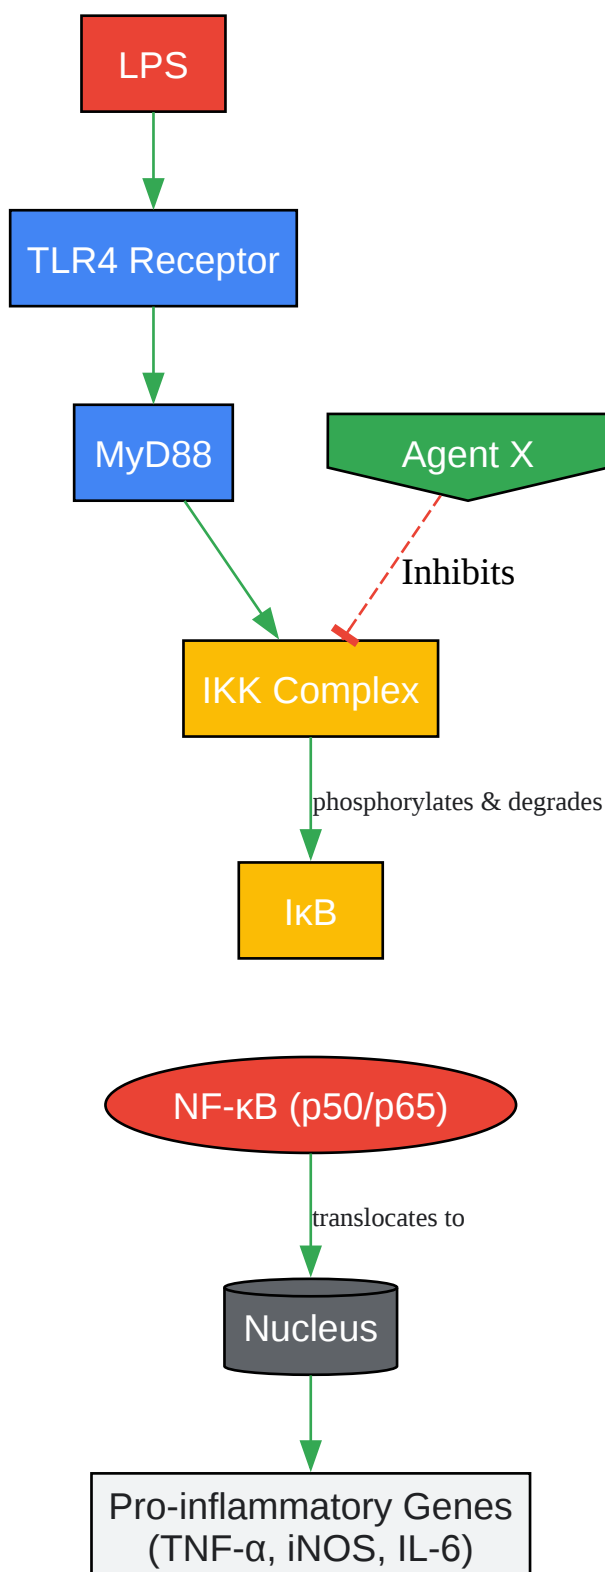 LPS
TLR4 Receptor
MyD88
Agent X
Inhibits
IKK Complex
phosphorylates & degrades
IκB
NF-κB (p50/p65)
translocates to
Nucleus
Pro-inflammatory Genes
(TNF-α, iNOS, IL-6)